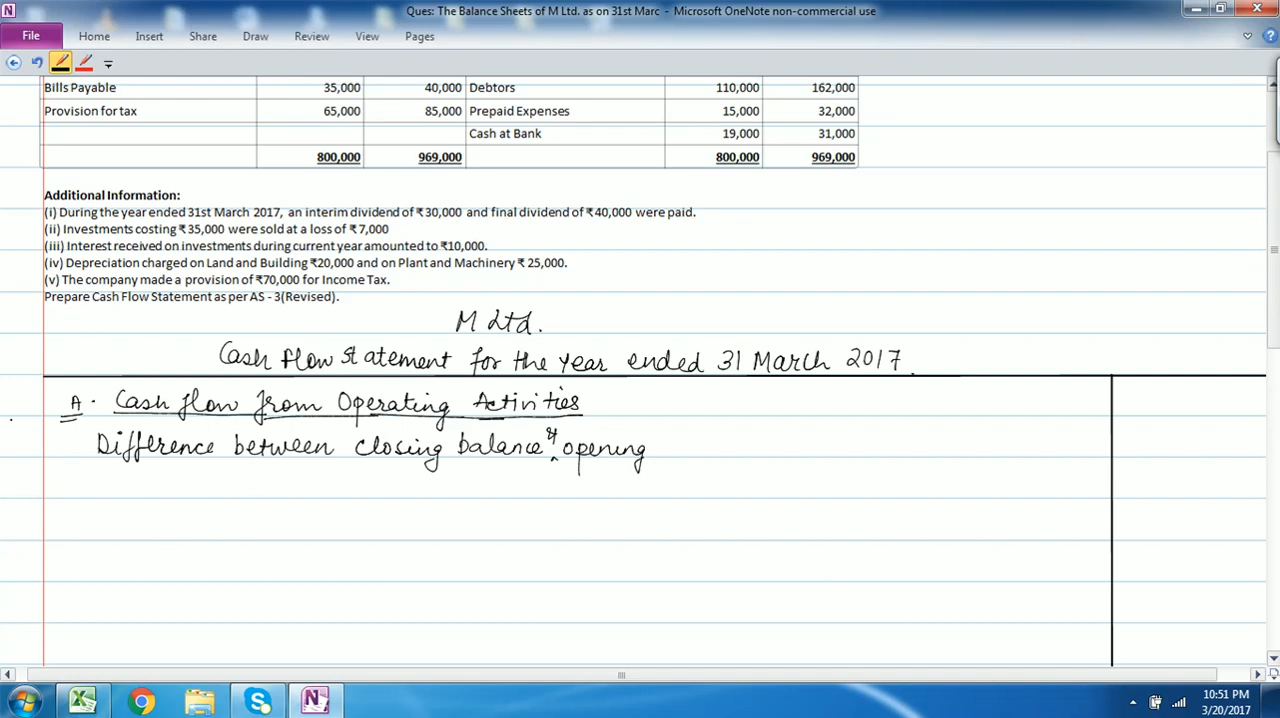 Ques: The Balance Sheets of M Ltd. as on 31st Marc - Microsoft OneNote non-commercial use
File Home Insert Share Draw Review View Pages
Bills Payable 35,000 40,000 Debtors 110,000 162,000
Provision for tax 65,000 85,000 Prepaid Expenses 15,000 32,000
Cash at Bank 19,000 31,000
800,000 969,000 800,000 969,000
Additional Information:
(i) During the year ended 31st March 2017, an interim dividend of ₹30,000 and final dividend of ₹40,000 were paid.
(ii) Investments costing ₹35,000 were sold at a loss of ₹7,000
(iii) Interest received on investments during current year amounted to ₹10,000.
(iv) Depreciation charged on Land and Building ₹20,000 and on Plant and Machinery ₹ 25,000.
(v) The company made a provision of ₹70,000 for Income Tax.
Prepare Cash Flow Statement as per AS - 3(Revised).
M Ltd.
Cash flow statement for the year ended 31 March 2017.
A. Cash flow from Operating Activities
Difference between closing balance & opening
10:51 PM
3/20/2017